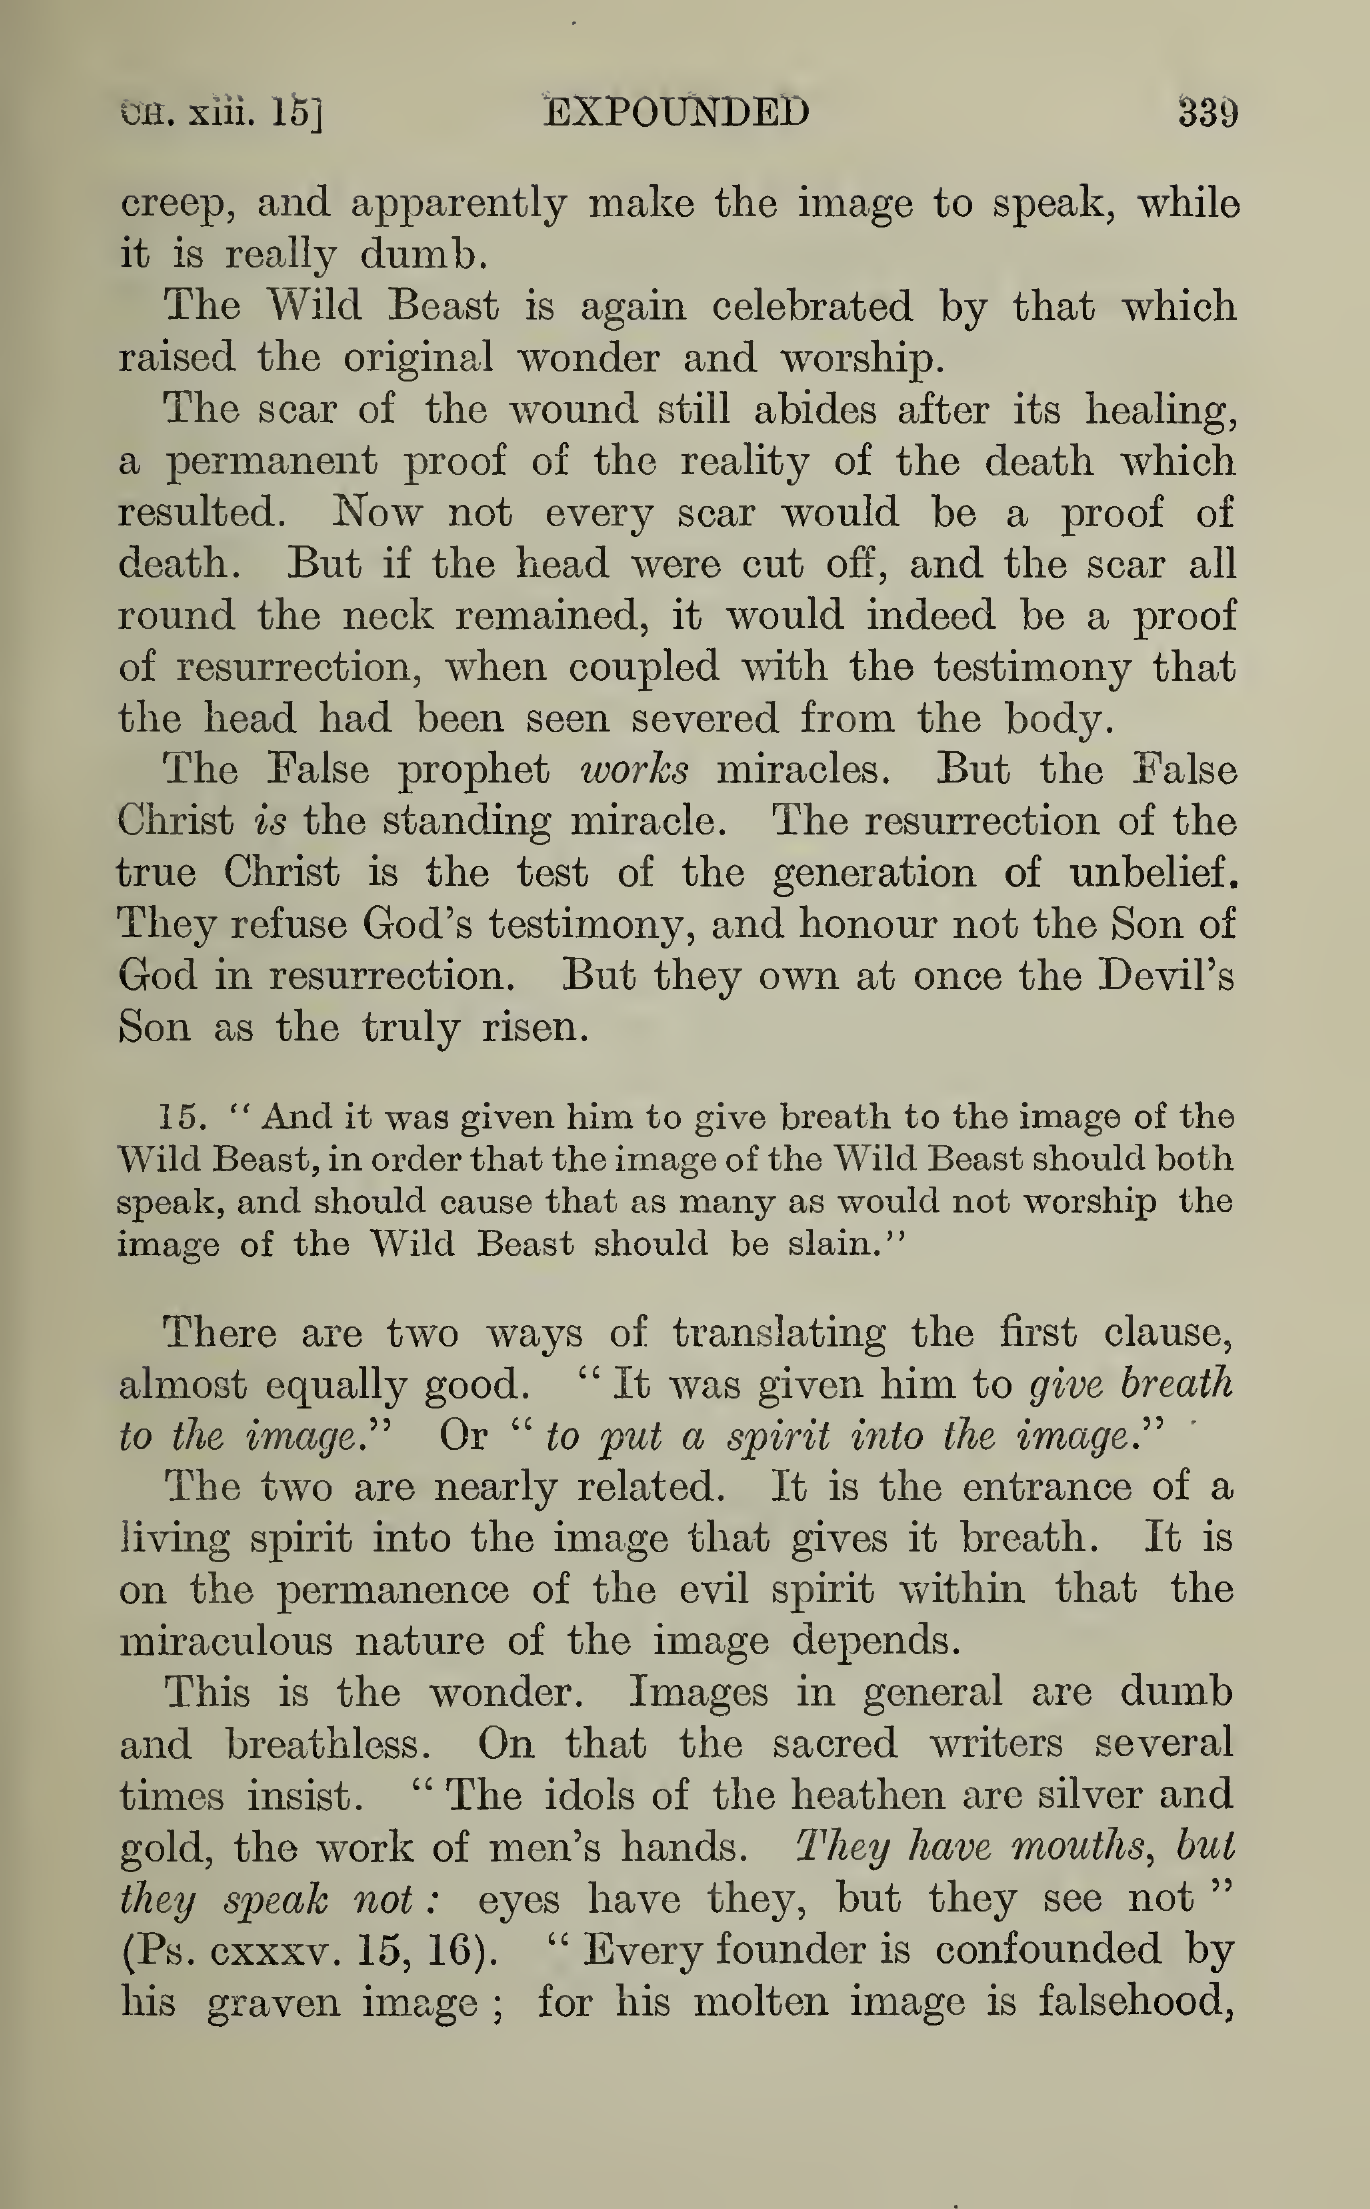 CH. xiii. 15] EXPOUNDED 339
creep, and apparently make the image to speak, while
it is really dumb.
The Wild Beast is again celebrated by that which
raised the original wonder and worship.
The scar of the wound still abides after its healing,
a permanent proof of the reality of the death which
resulted. Now not every scar would be a proof of
death. But if the head were cut off, and the scar all
round the neck remained, it would indeed be a proof
of resurrection, when coupled with the testimony that
the head had been seen severed from the body.
The False prophet works miracles. But the False
Christ is the standing miracle. The resurrection of the
true Christ is the test of the generation of unbelief.
They refuse God's testimony, and honour not the Son of
God in resurrection. But they own at once the Devil's
Son as the truly risen.
15. "And it was given him to give breath to the image of the
Wild Beast, in order that the image of the Wild Beast should both
speak, and should cause that as many as would not worship the
image of the Wild Beast should be slain."
There are two ways of translating the first clause,
almost equally good. "It was given him to give breath
to the image." Or "to put a spirit into the image."
The two are nearly related. It is the entrance of a
living spirit into the image that gives it breath. It is
on the permanence of the evil spirit within that the
miraculous nature of the image depends.
This is the wonder. Images in general are dumb
and breathless. On that the sacred writers several
times insist. "The idols of the heathen are silver and
gold, the work of men's hands. They have mouths, but
they speak not: eyes have they, but they see not"
(Ps. cxxxv. 15, 16). "Every founder is confounded by
his graven image; for his molten image is falsehood,